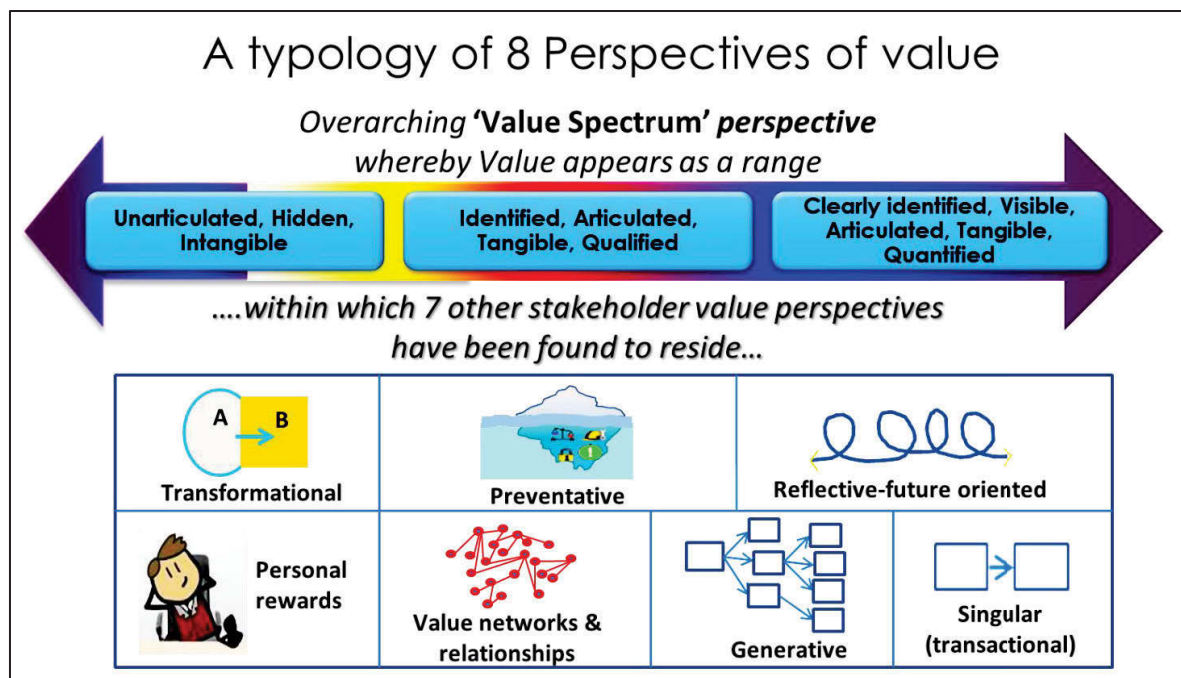 A typology of 8 Perspectives of value
Overarching ‘Value Spectrum’ perspective
whereby Value appears as a range
Unarticulated, Hidden,
Intangible
Identified, Articulated,
Tangible, Qualified
Clearly identified, Visible,
Articulated, Tangible,
Quantified
....within which 7 other stakeholder value perspectives
have been found to reside...
A
B
Transformational
!
Preventative
Reflective-future oriented
Personal
rewards
Value networks &
relationships
Generative
Singular
(transactional)